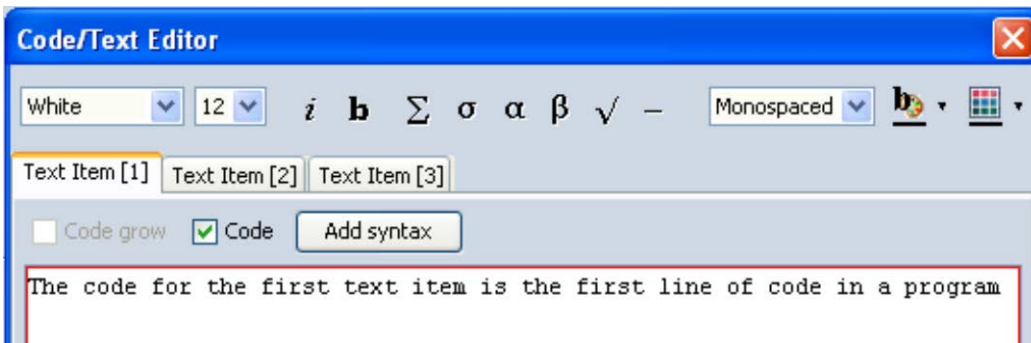 Code/Text Editor
White 12 i b Σ σ α β √ – Monospaced b
Text Item [1] Text Item [2] Text Item [3]
Code grow Code Add syntax
The code for the first text item is the first line of code in a program